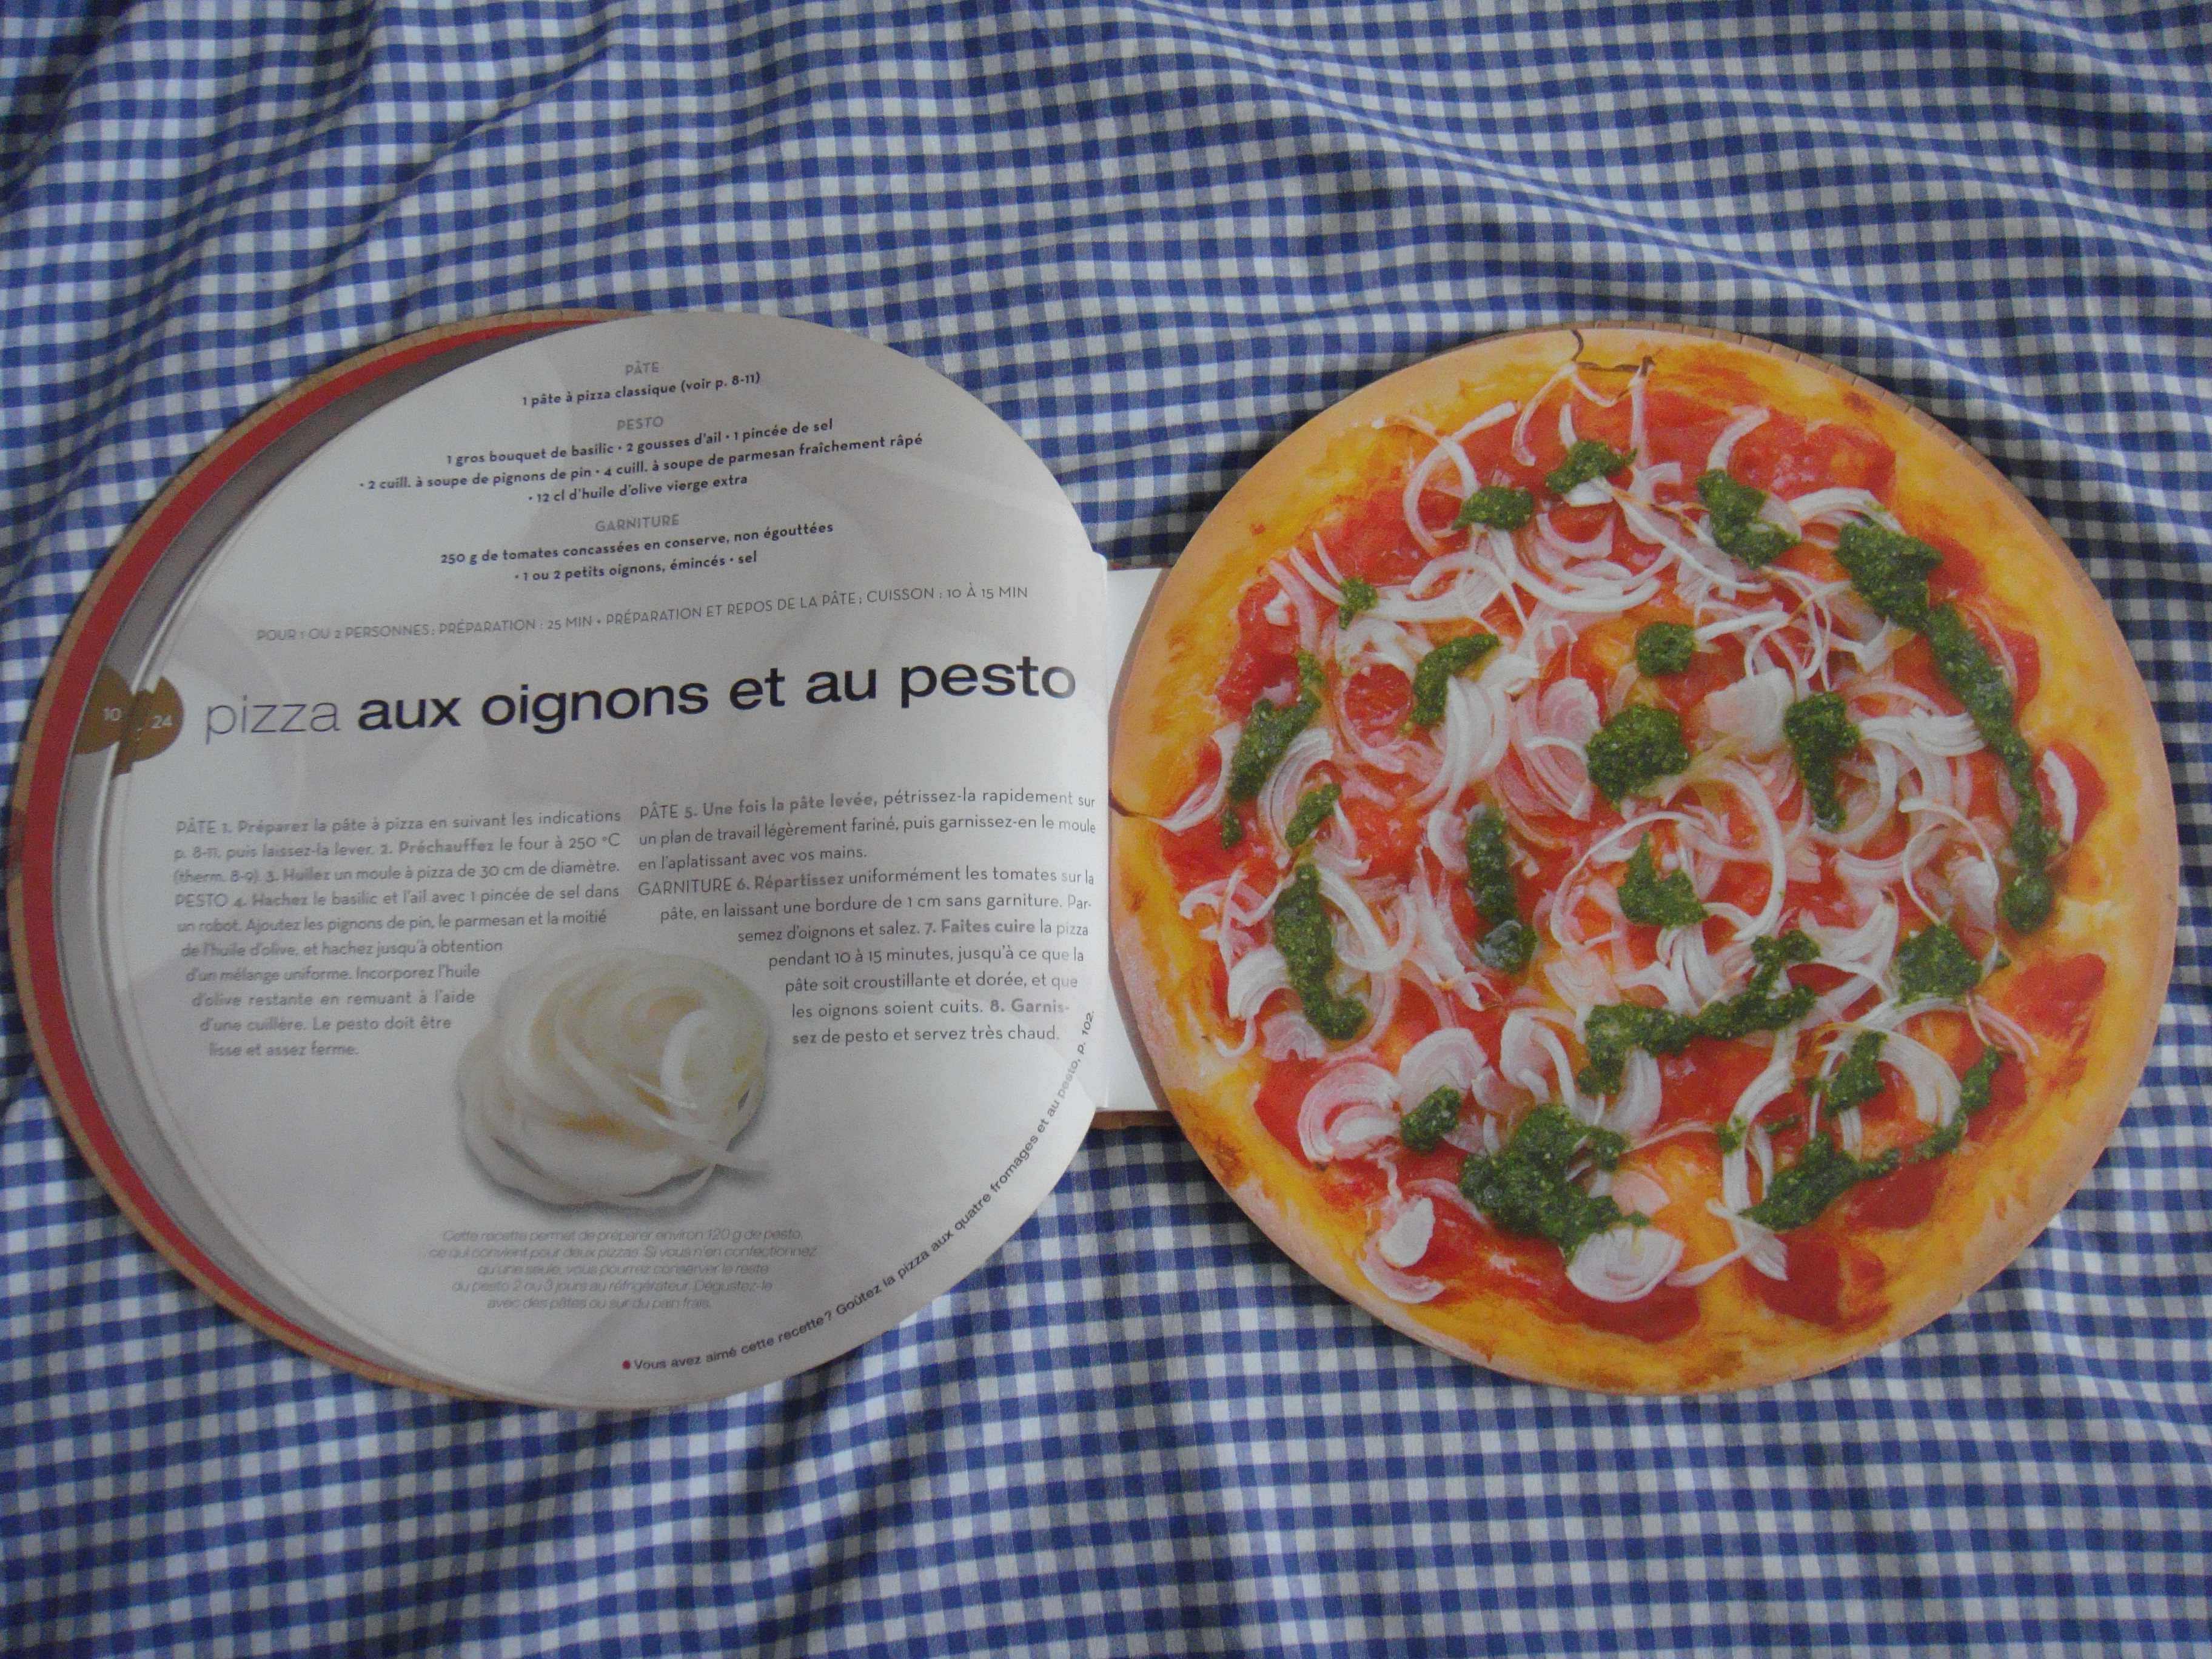 PÂTE
1 pâte à pizza classique (voir p. 8-11)
PESTO
1 gros bouquet de basilic • 2 gousses d'ail • 1 pincée de sel
• 2 cuill. à soupe de pignons de pin • 4 cuill. à soupe de parmesan fraîchement râpé
• 12 cl d'huile d'olive vierge extra
GARNITURE
250 g de tomates concassées en conserve, non égouttées
• 1 ou 2 petits oignons, émincés • sel
POUR 1 OU 2 PERSONNES; PRÉPARATION : 25 MIN + PRÉPARATION ET REPOS DE LA PÂTE; CUISSON : 10 À 15 MIN
10
24
pizza aux oignons et au pesto
PÂTE 1. Préparez la pâte à pizza en suivant les indications
p. 8-11, puis laissez-la lever. 2. Préchauffez le four à 250 °C
(therm. 8-9). 3. Huilez un moule à pizza de 30 cm de diamètre.
PESTO 4. Hachez le basilic et l'ail avec 1 pincée de sel dans
un robot. Ajoutez les pignons de pin, le parmesan et la moitié
de l'huile d'olive, et hachez jusqu'à obtention
d'un mélange uniforme. Incorporez l'huile
d'olive restante en remuant à l'aide
d'une cuillère. Le pesto doit être
lisse et assez ferme.
PÂTE 5. Une fois la pâte levée, pétrissez-la rapidement sur
un plan de travail légèrement fariné, puis garnissez-en le moule
en l'aplatissant avec vos mains.
GARNITURE 6. Répartissez uniformément les tomates sur la
pâte, en laissant une bordure de 1 cm sans garniture. Par-
semez d'oignons et salez. 7. Faites cuire la pizza
pendant 10 à 15 minutes, jusqu'à ce que la
pâte soit croustillante et dorée, et que
les oignons soient cuits. 8. Garnis-
sez de pesto et servez très chaud.
Cette recette permet de préparer environ 120 g de pesto,
ce qui convient pour deux pizzas. Si vous n'en confectionnez
qu'une seule, vous pourrez conserver le reste
du pesto 2 ou 3 jours au réfrigérateur. Dégustez-le
avec des pâtes ou sur du pain frais.
• Vous avez aimé cette recette? Goûtez la pizza aux quatre fromages et au pesto, p. 102.